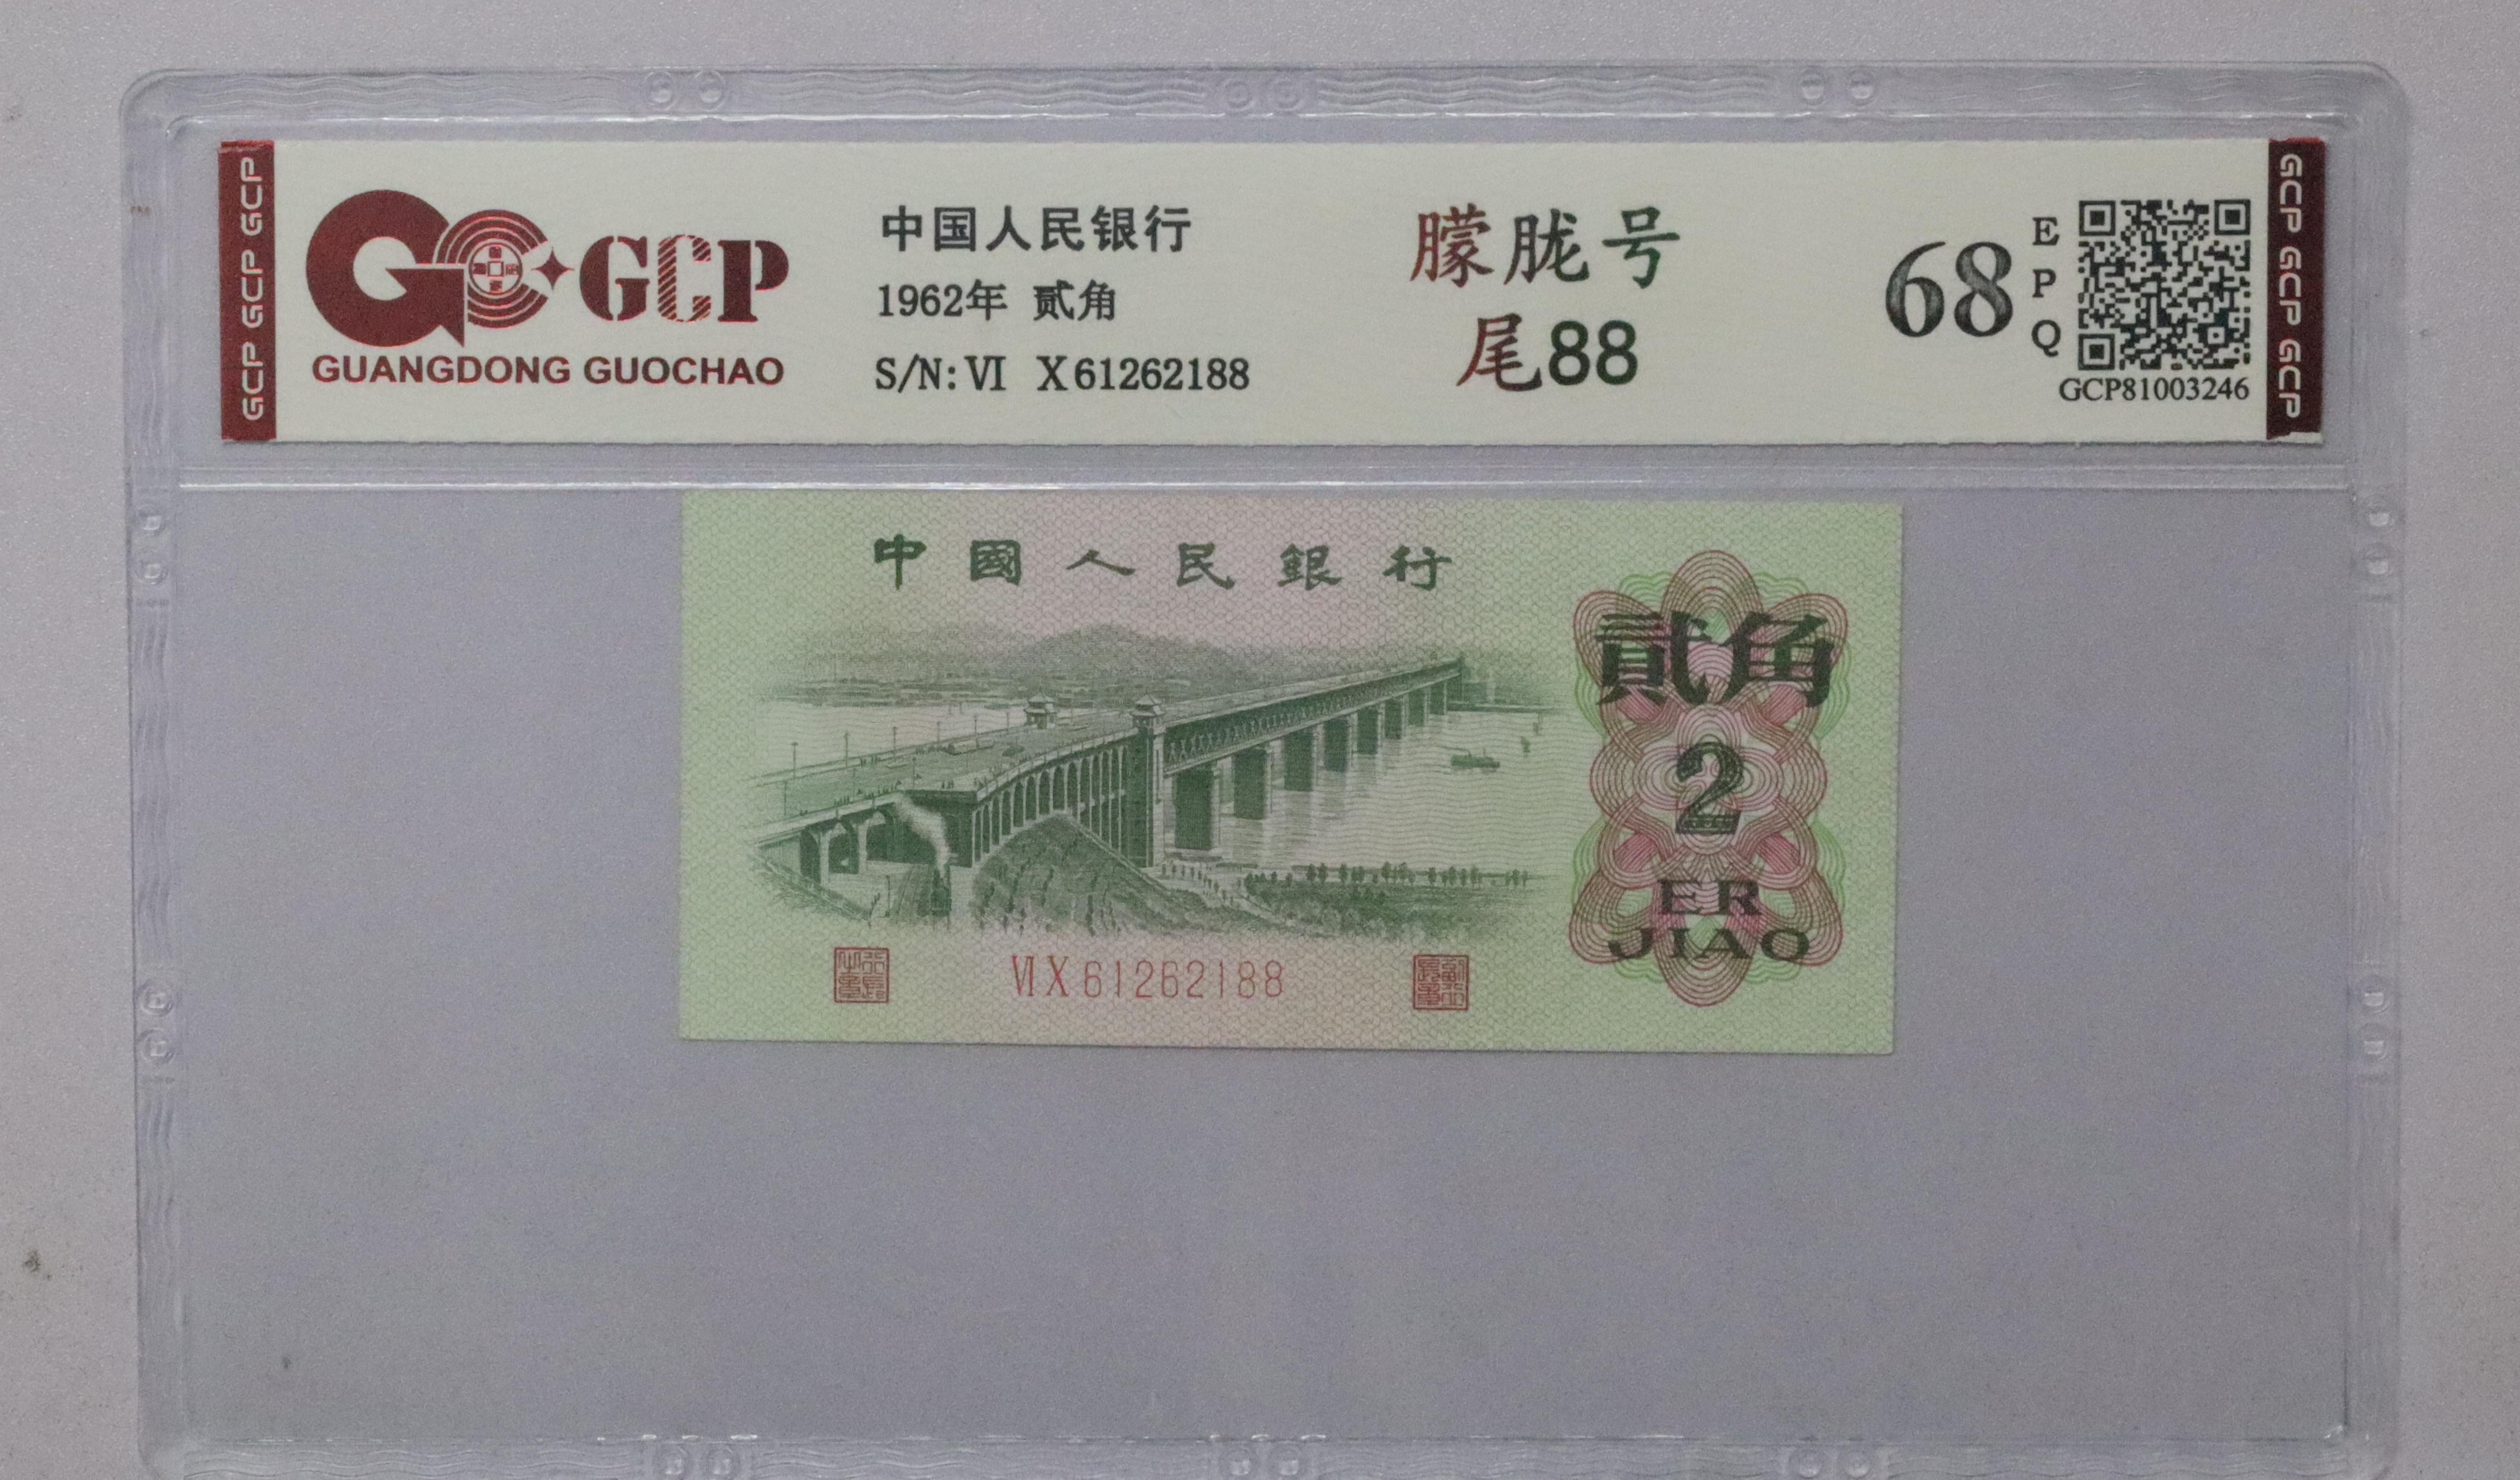 GCP GCP GCP
GCP
GUANGDONG GUOCHAO
中国人民银行
1962年 贰角
S/N: VI X61262188
朦胧号
尾88
68
EPQ
GCP81003246
GCP GCP GCP
中國人民銀行
貳角
2
ER
JIAO
VI X 61262188